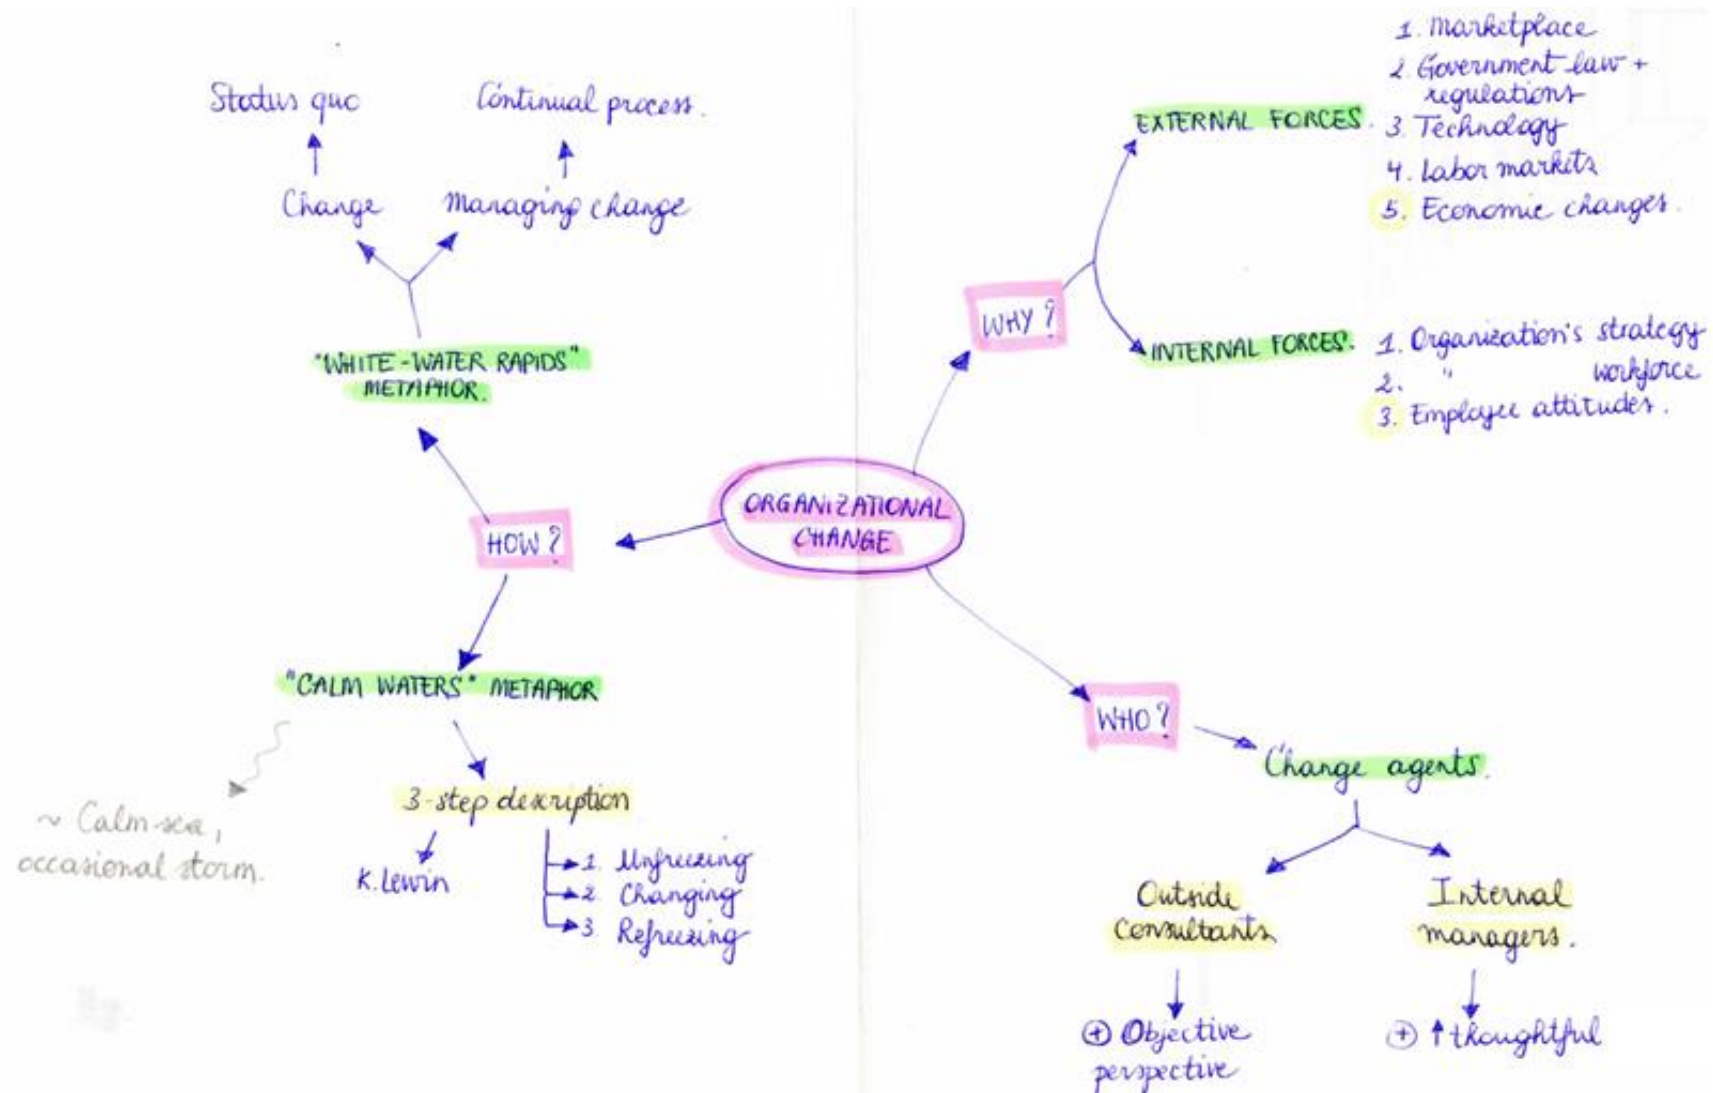 ORGANIZATIONAL
CHANGE
WHY?
EXTERNAL FORCES.
1. Marketplace
2. Government law +
regulations
3. Technology
4. Labor markets
5. Economic changes.
INTERNAL FORCES.
1. Organization's strategy
2. " workforce
3. Employee attitudes.
WHO?
Change agents.
Outside
consultants
⊕ Objective
perspective
Internal
managers.
⊕ ↑ thoughtful
HOW?
"WHITE-WATER RAPIDS"
METAPHOR.
Change
Status quo
Managing change
Continual process.
"CALM WATERS" METAPHOR
~ Calm sea,
occasional storm.
3-step description
K. Lewin
1. Unfreezing
2. Changing
3. Refreezing